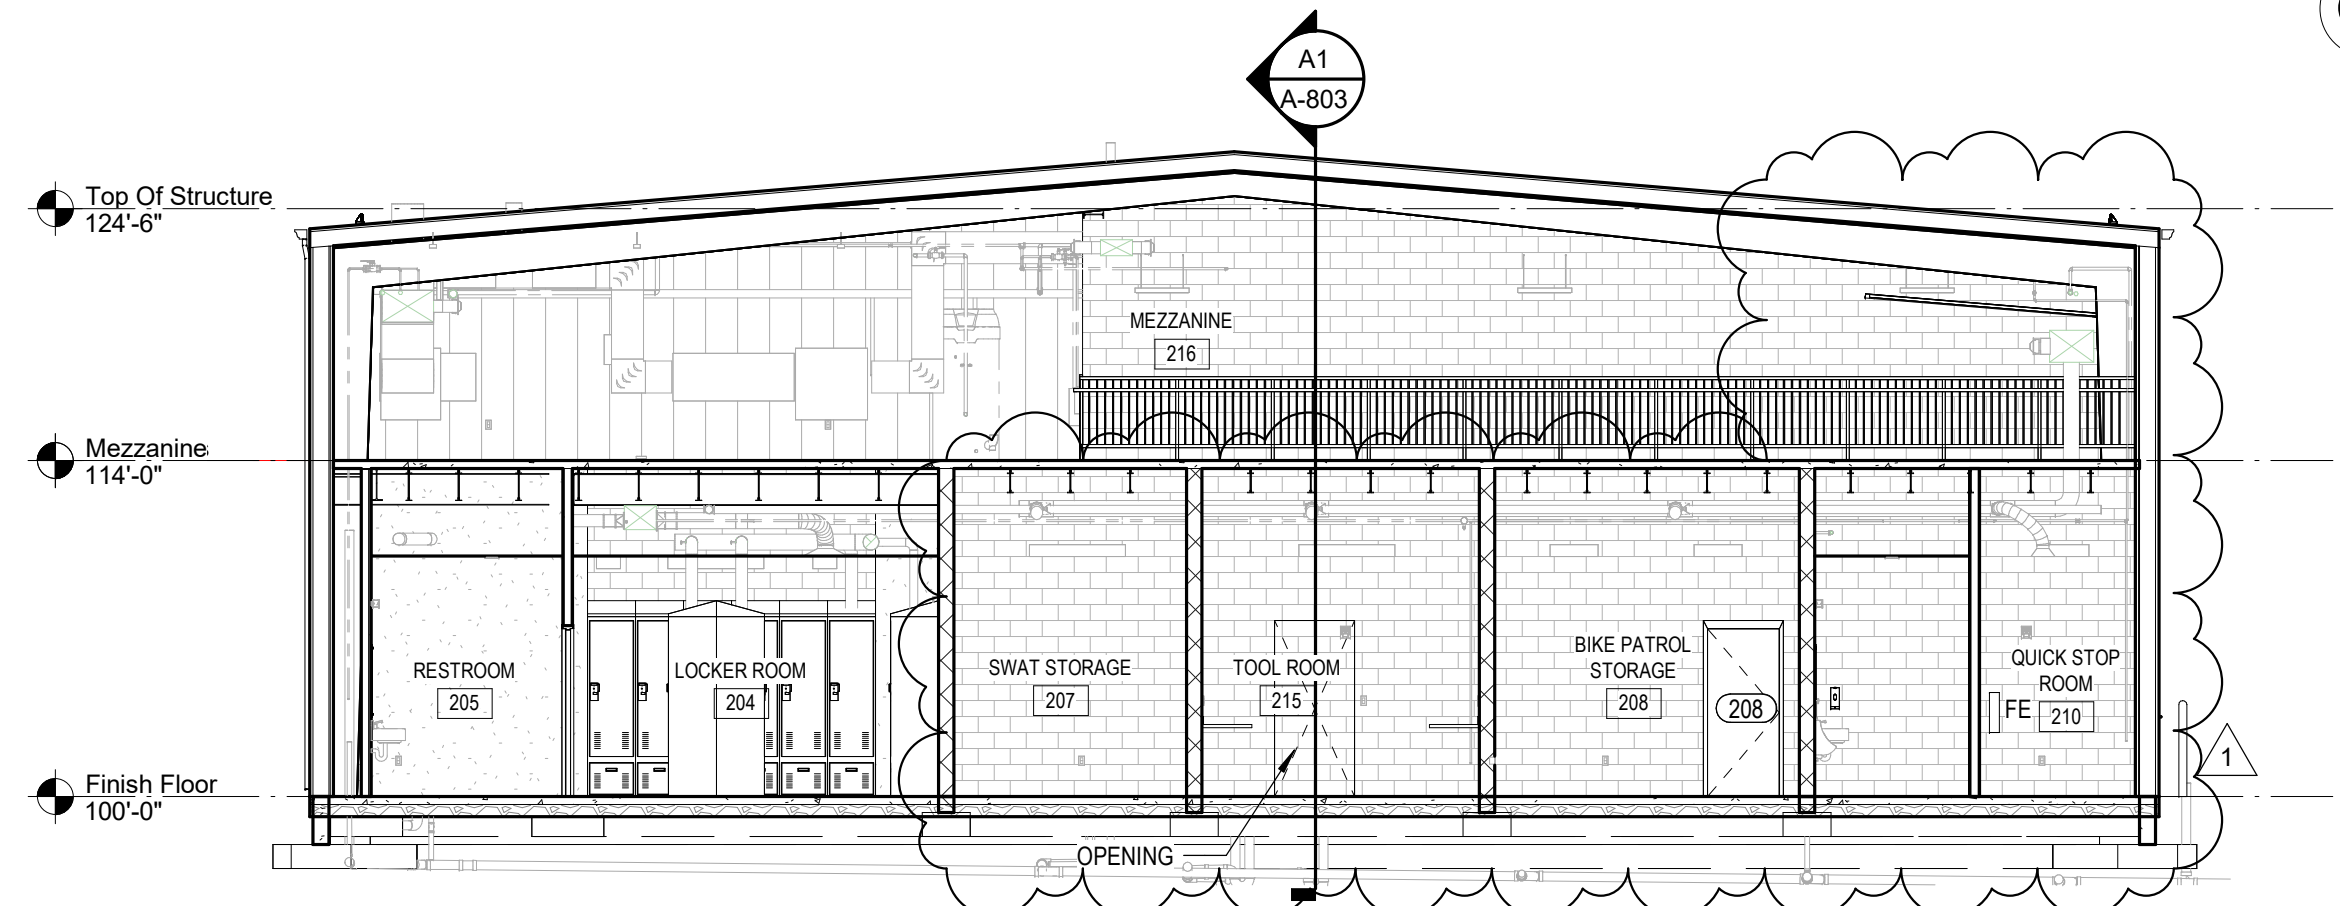 A1
A-803
Top Of Structure
124'-6"
MEZZANINE
216
Mezzanine
114'-0"
RESTROOM
205
LOCKER ROOM
204
SWAT STORAGE
207
TOOL ROOM
215
BIKE PATROL
STORAGE
208
208
QUICK STOP
ROOM
FE
210
1
Finish Floor
100'-0"
OPENING